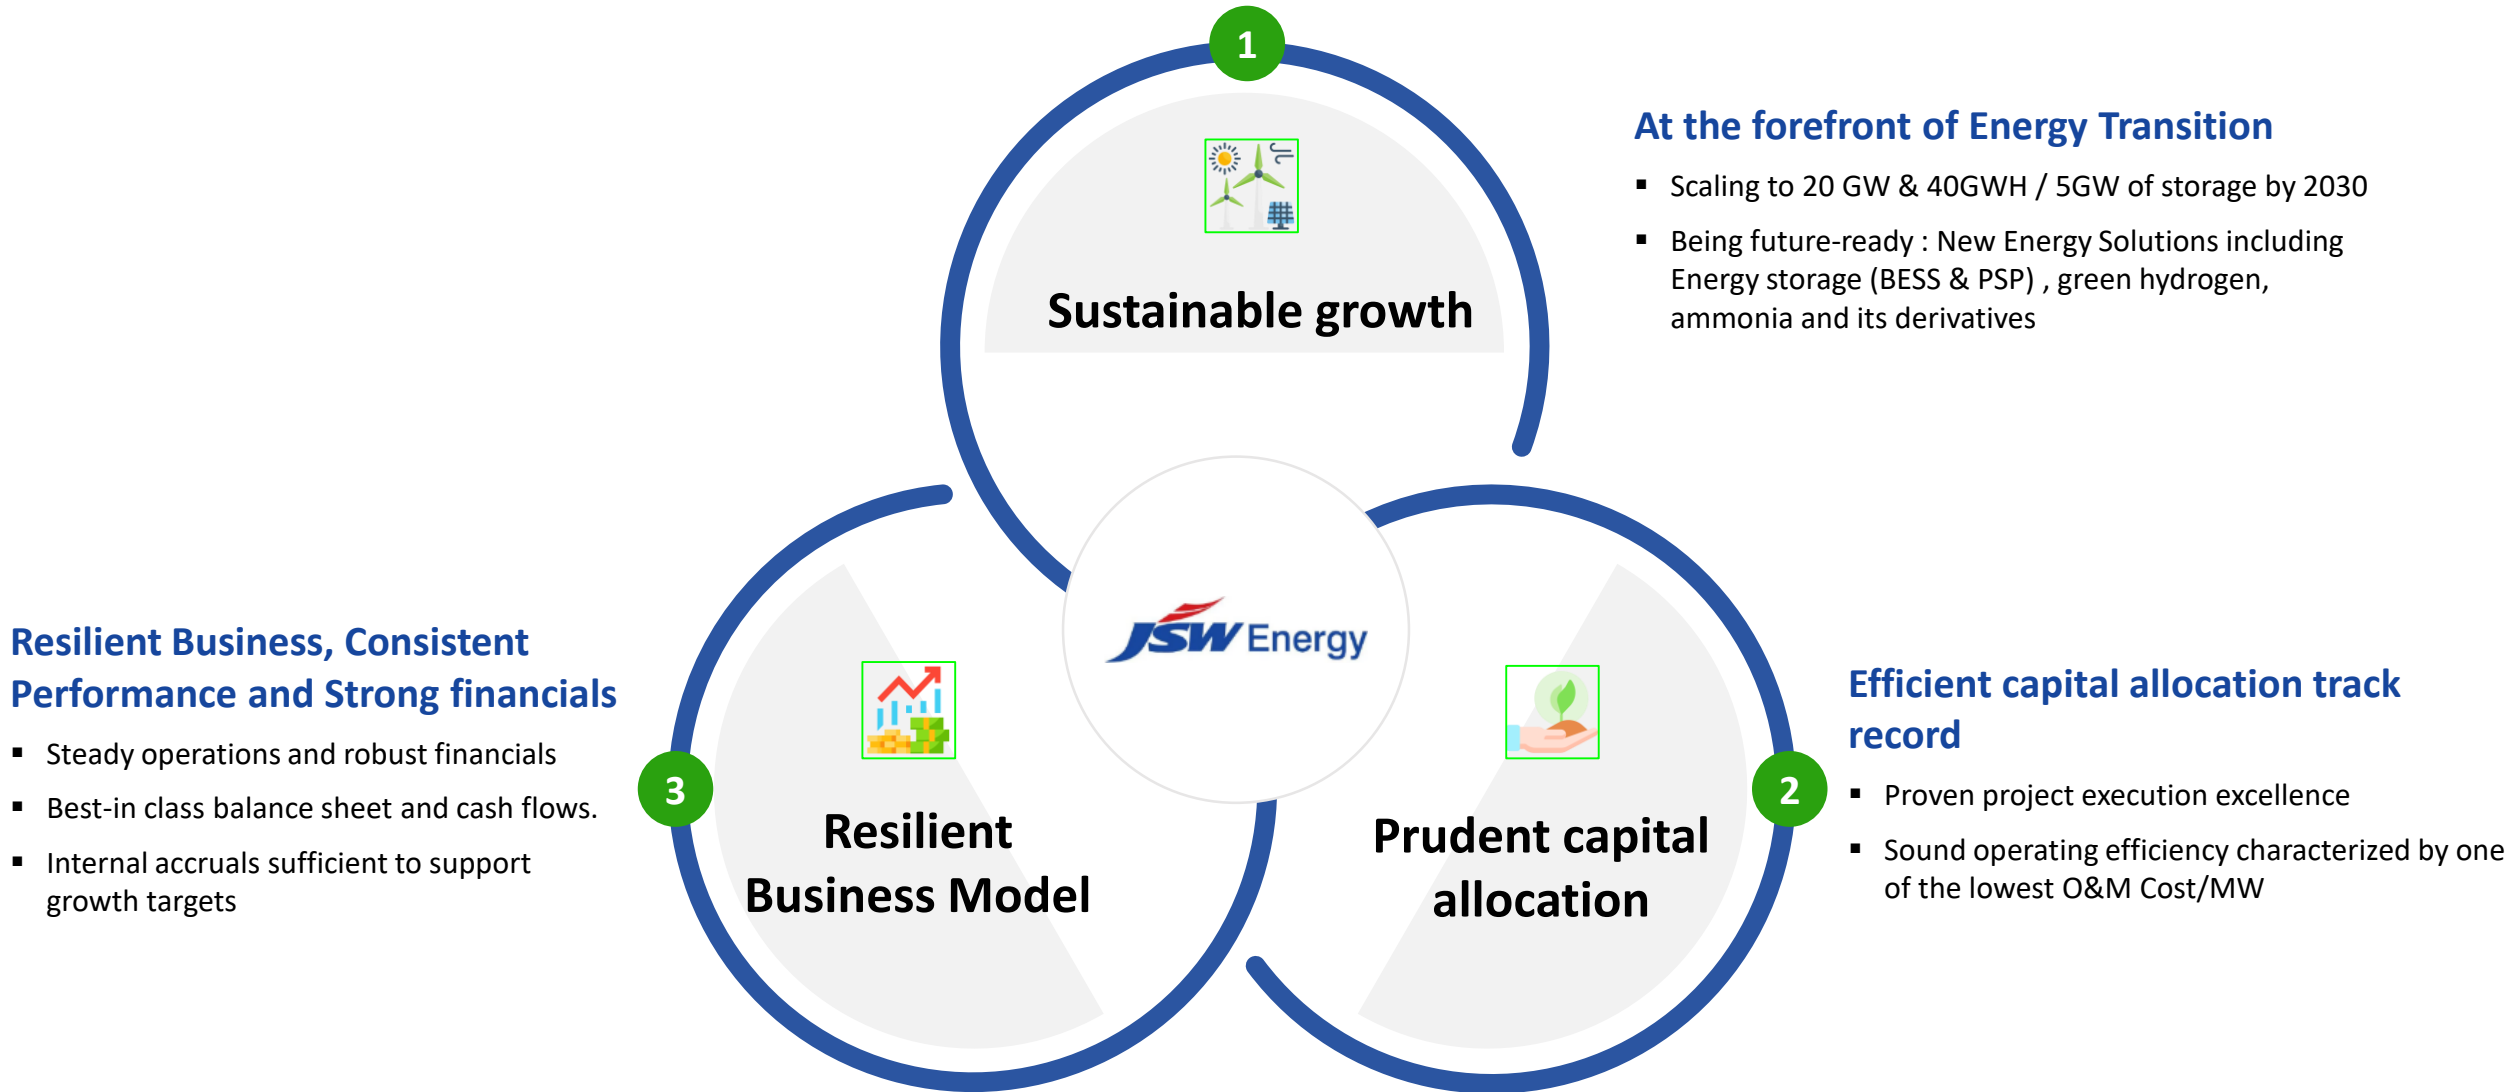 1
Sustainable growth
At the forefront of Energy Transition
▪ Scaling to 20 GW & 40GWH / 5GW of storage by 2030
▪ Being future-ready : New Energy Solutions including
Energy storage (BESS & PSP) , green hydrogen,
ammonia and its derivatives
JSW Energy
2
Prudent capital
allocation
Efficient capital allocation track
record
▪ Proven project execution excellence
▪ Sound operating efficiency characterized by one
of the lowest O&M Cost/MW
3
Resilient
Business Model
Resilient Business, Consistent
Performance and Strong financials
▪ Steady operations and robust financials
▪ Best-in class balance sheet and cash flows.
▪ Internal accruals sufficient to support
growth targets